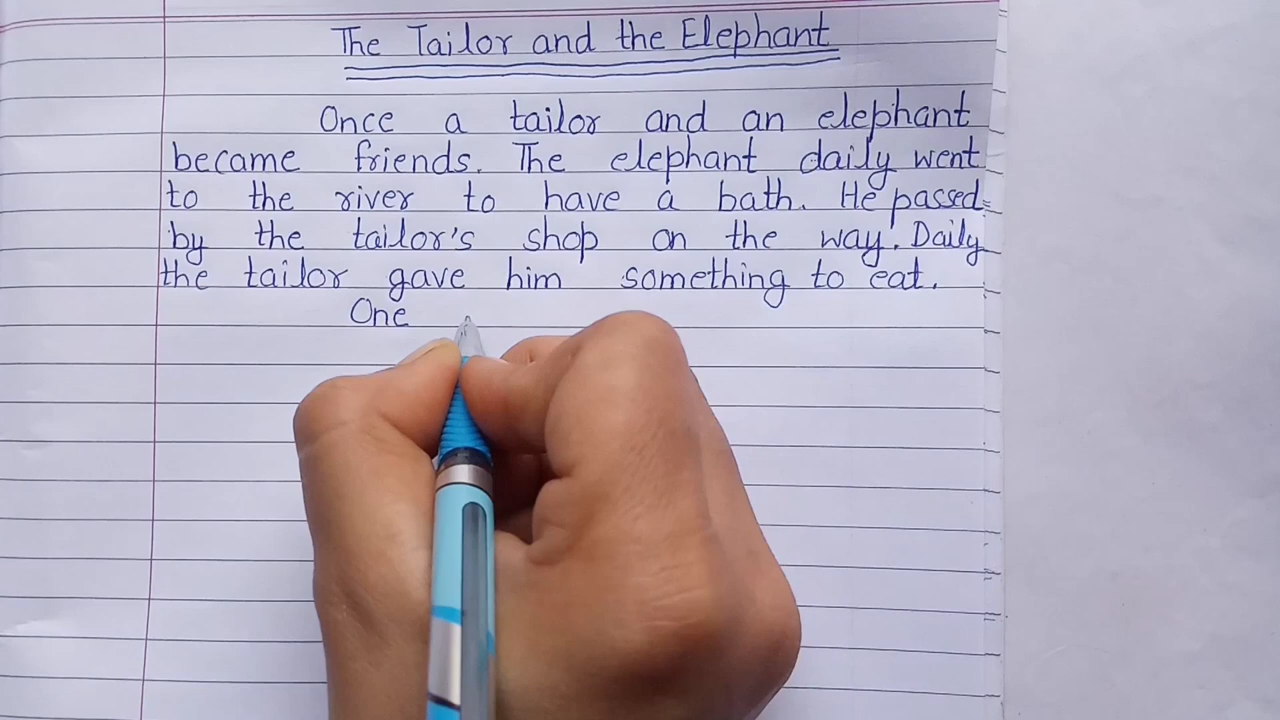 The Tailor and the Elephant
Once a tailor and an elephant
became friends. The elephant daily went
to the river to have a bath. He passed
by the tailor's shop on the way. Daily
the tailor gave him something to eat.
One